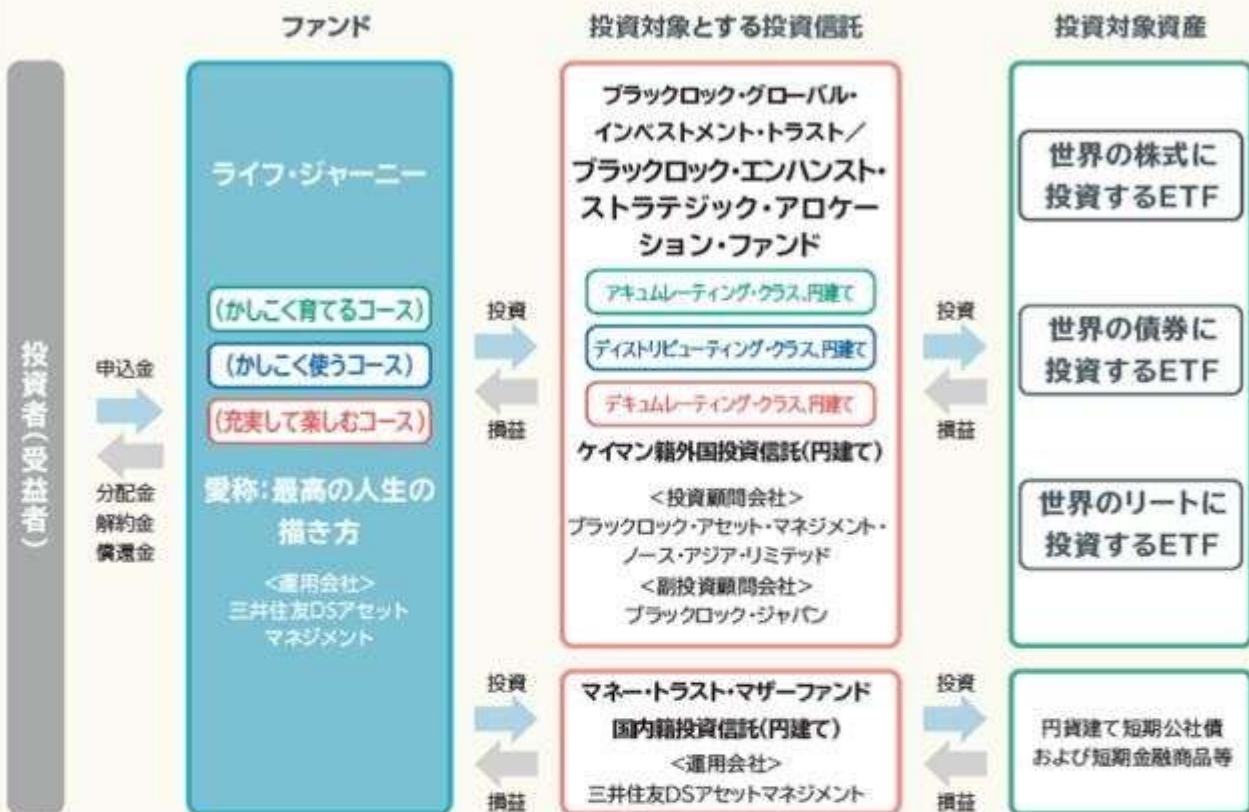 ファンド
投資対象とする投資信託
投資対象資産
投資者(受益者)
申込金
分配金
解約金
償還金
ライフ・ジャーニー
(かしこく育てるコース)
(かしこく使うコース)
(充実して楽しむコース)
愛称:最高の人生の
描き方
<運用会社>
三井住友DSアセット
マネジメント
投資
損益
ブラックロック・グローバル・
インベストメント・トラスト/
ブラックロック・エンハンスト・
ストラテジック・アロケー
ション・ファンド
アキュムレーティング・クラス、円建て
ディストリビューティング・クラス、円建て
デキュムレーティング・クラス、円建て
ケイマン籍外国投資信託(円建て)
<投資顧問会社>
ブラックロック・アセット・マネジメント・
ノース・アジア・リミテッド
<副投資顧問会社>
ブラックロック・ジャパン
投資
損益
世界の株式に
投資するETF
世界の債券に
投資するETF
世界のリートに
投資するETF
投資
損益
マネー・トラスト・マザーファンド
国内籍投資信託(円建て)
<運用会社>
三井住友DSアセットマネジメント
投資
損益
円貨建て短期公社債
および短期金融商品等